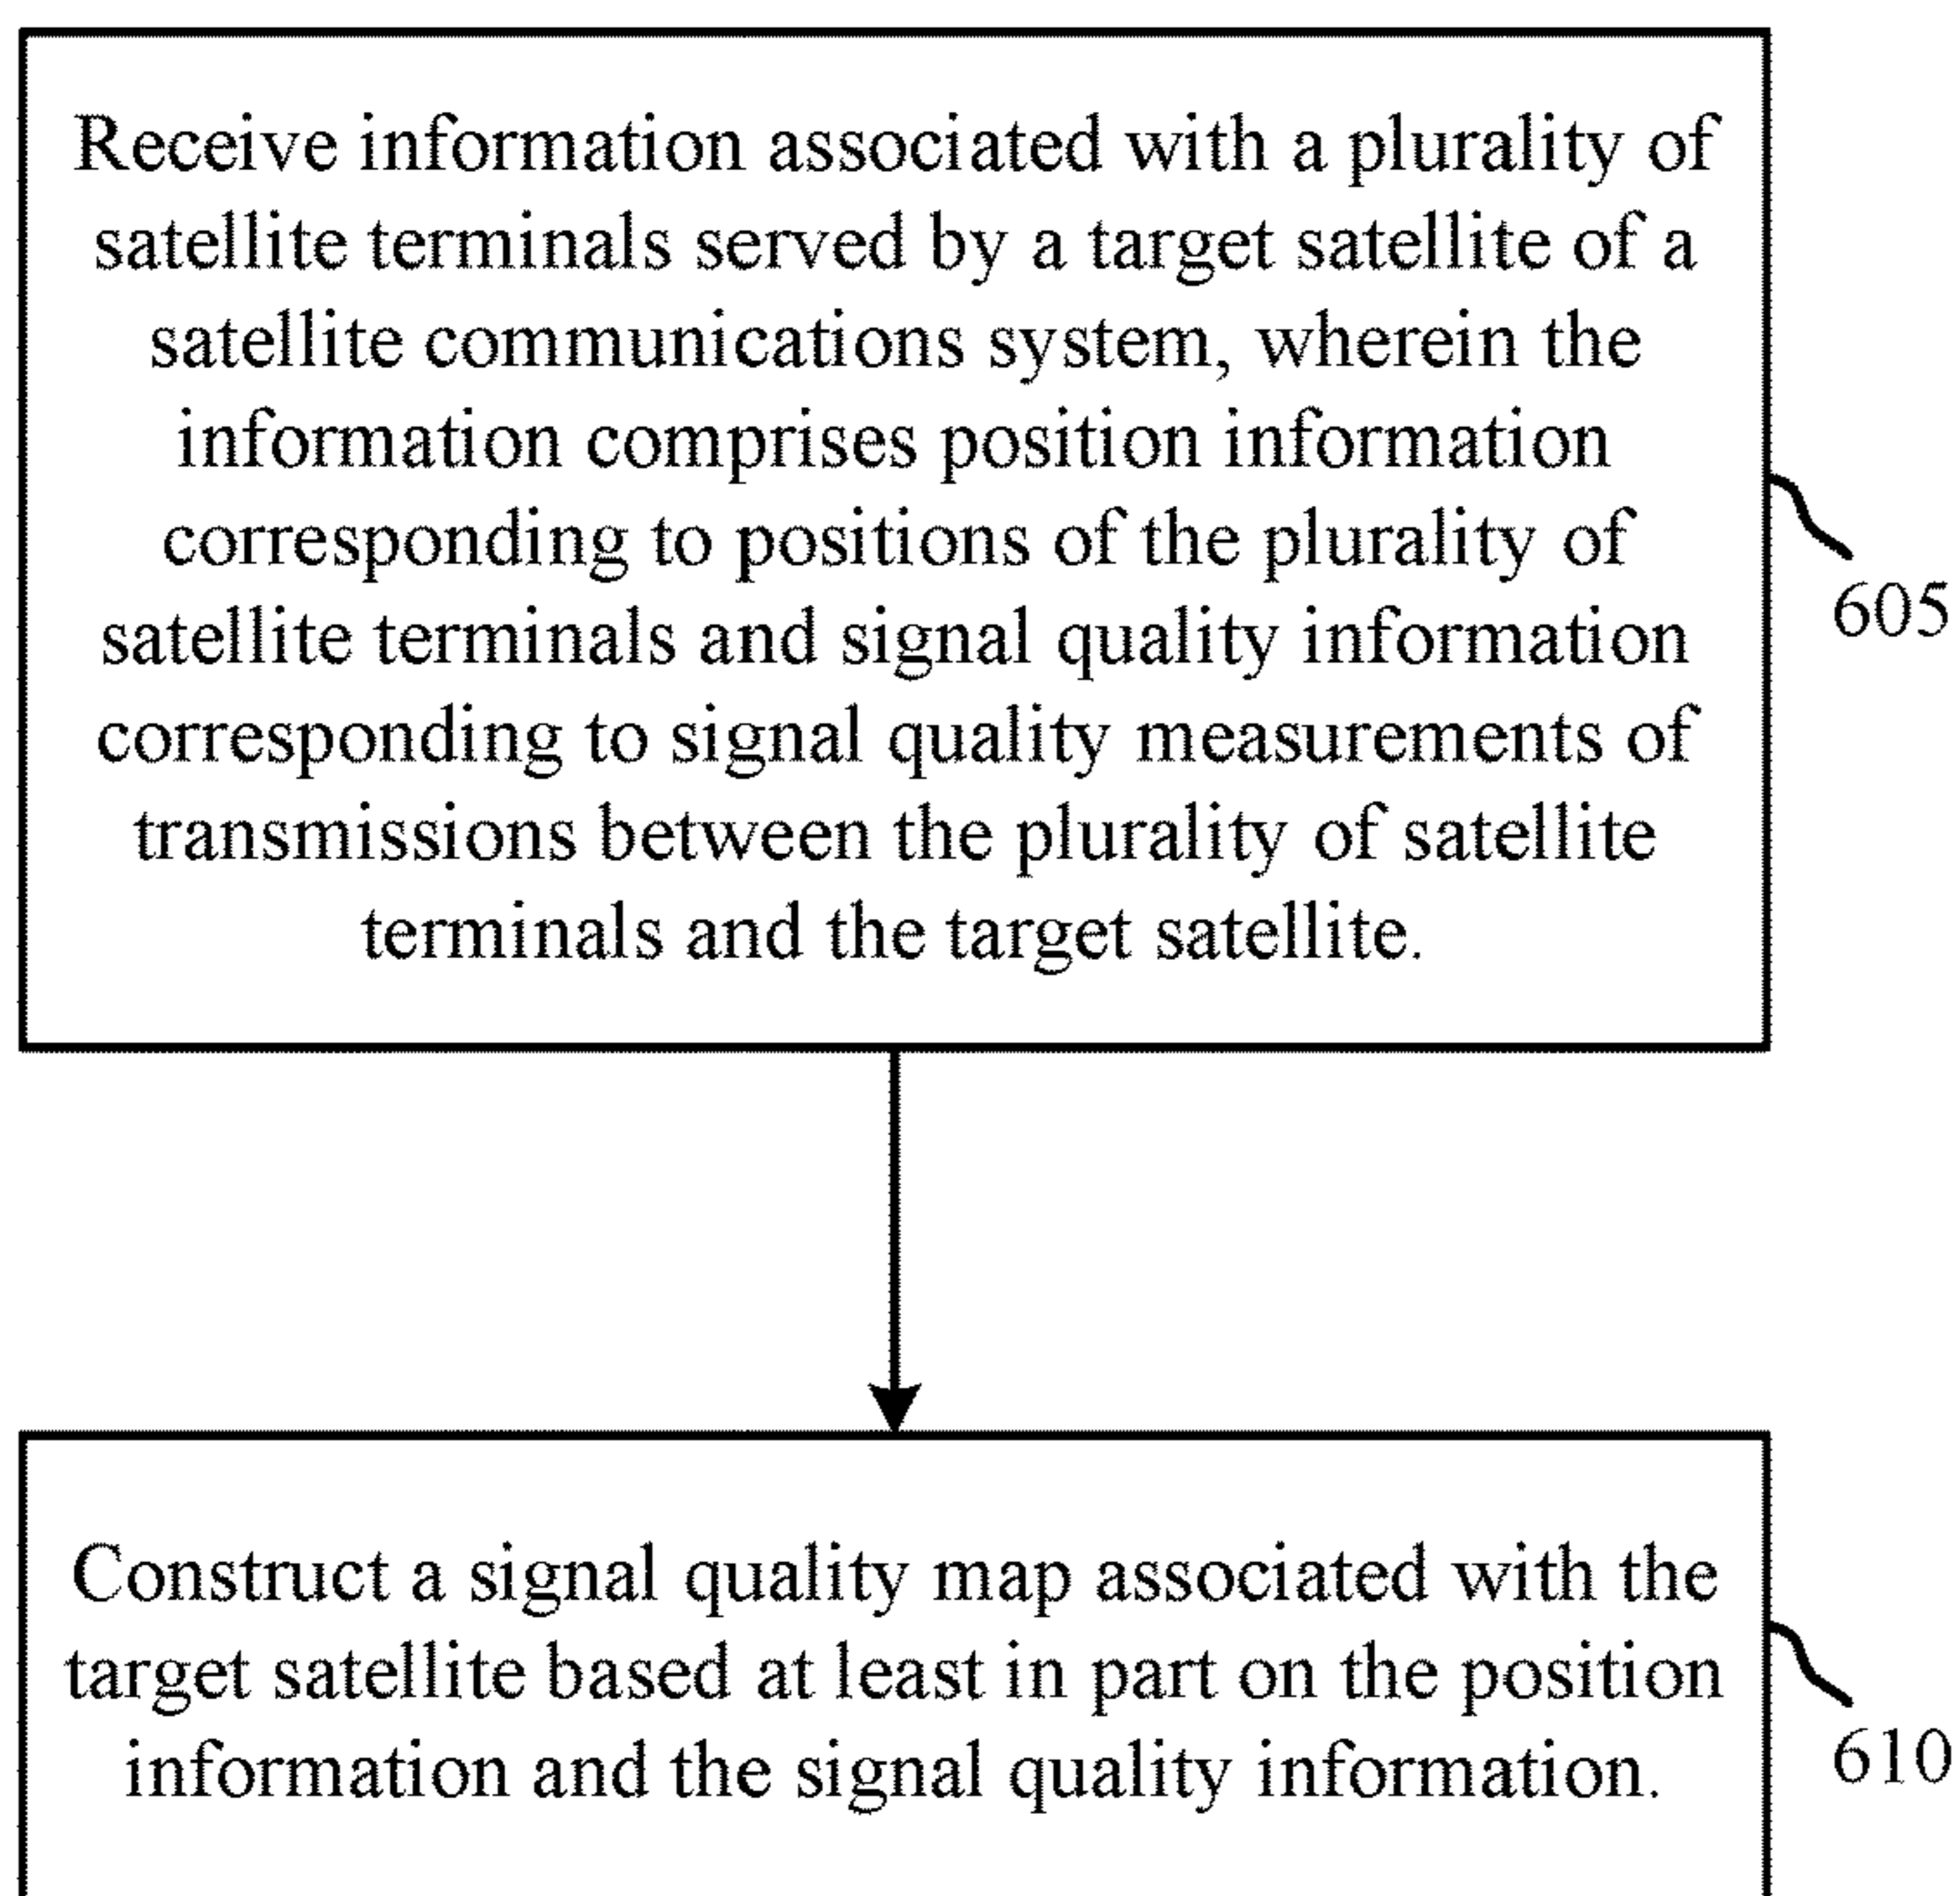 Receive information associated with a plurality of
satellite terminals served by a target satellite of a
satellite communications system, wherein the
information comprises position information
corresponding to positions of the plurality of
satellite terminals and signal quality information
corresponding to signal quality measurements of
transmissions between the plurality of satellite
terminals and the target satellite.
605
Construct a signal quality map associated with the
target satellite based at least in part on the position
information and the signal quality information.
610